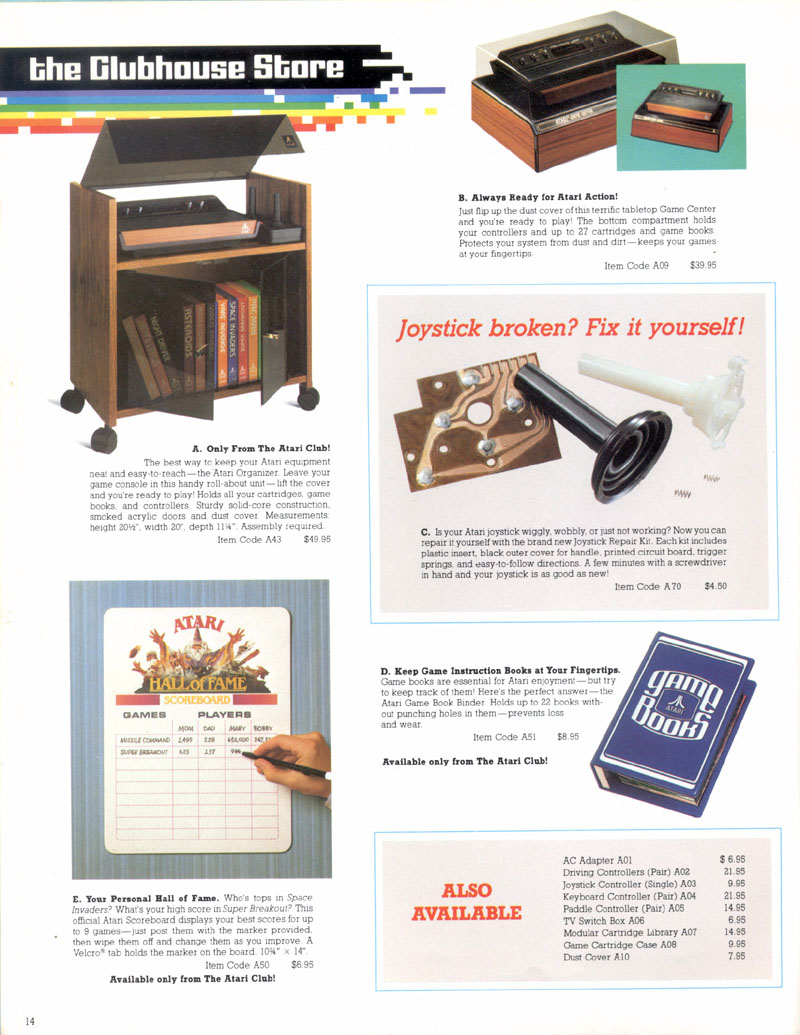 the Clubhouse Store
B. Always Ready for Atari Action!
Just flip up the dust cover of this terrific tabletop Game Center
and you're ready to play! The bottom compartment holds
your controllers and up to 27 cartridges and game books.
Protects your system from dust and dirt—keeps your games
at your fingertips.
Item Code A09 $39.95
NIGHT DRIVER
ASTEROIDS
YARS' REVENGE
SPACE INVADERS
A. Only From The Atari Club!
The best way to keep your Atari equipment
neat and easy-to-reach—the Atari Organizer. Leave your
game console in this handy roll-about unit—lift the cover
and you're ready to play! Holds all your cartridges, game
books, and controllers. Sturdy solid-core construction,
smoked acrylic doors and dust cover. Measurements:
height 20½", width 20", depth 11¼". Assembly required.
Item Code A43 $49.95
Joystick broken? Fix it yourself!
C. Is your Atari joystick wiggly, wobbly, or just not working? Now you can
repair it yourself with the brand new Joystick Repair Kit. Each kit includes
plastic insert, black outer cover for handle, printed circuit board, trigger
springs, and easy-to-follow directions. A few minutes with a screwdriver
in hand and your joystick is as good as new!
Item Code A70 $4.50
ATARI
HALL OF FAME
SCOREBOARD
GAMES PLAYERS
MOM DAD MARY BOBBY
MISSILE COMMAND
SUPER BREAKOUT
D. Keep Game Instruction Books at Your Fingertips.
Game books are essential for Atari enjoyment—but try
to keep track of them! Here's the perfect answer—the
Atari Game Book Binder. Holds up to 22 books with-
out punching holes in them—prevents loss
and wear.
Item Code A51 $8.95
Available only from The Atari Club!
GAME
ATARI
BOOKS
E. Your Personal Hall of Fame. Who's tops in Space
Invaders? What's your high score in Super Breakout? This
official Atari Scoreboard displays your best scores for up
to 9 games—just post them with the marker provided,
then wipe them off and change them as you improve. A
Velcro® tab holds the marker on the board. 10¾" × 14".
Item Code A50 $6.95
Available only from The Atari Club!
ALSO
AVAILABLE
AC Adapter A01 $ 6.95
Driving Controllers (Pair) A02 21.95
Joystick Controller (Single) A03 9.95
Keyboard Controller (Pair) A04 21.95
Paddle Controller (Pair) A05 14.95
TV Switch Box A06 6.95
Modular Cartridge Library A07 14.95
Game Cartridge Case A08 9.95
Dust Cover A10 7.95
14